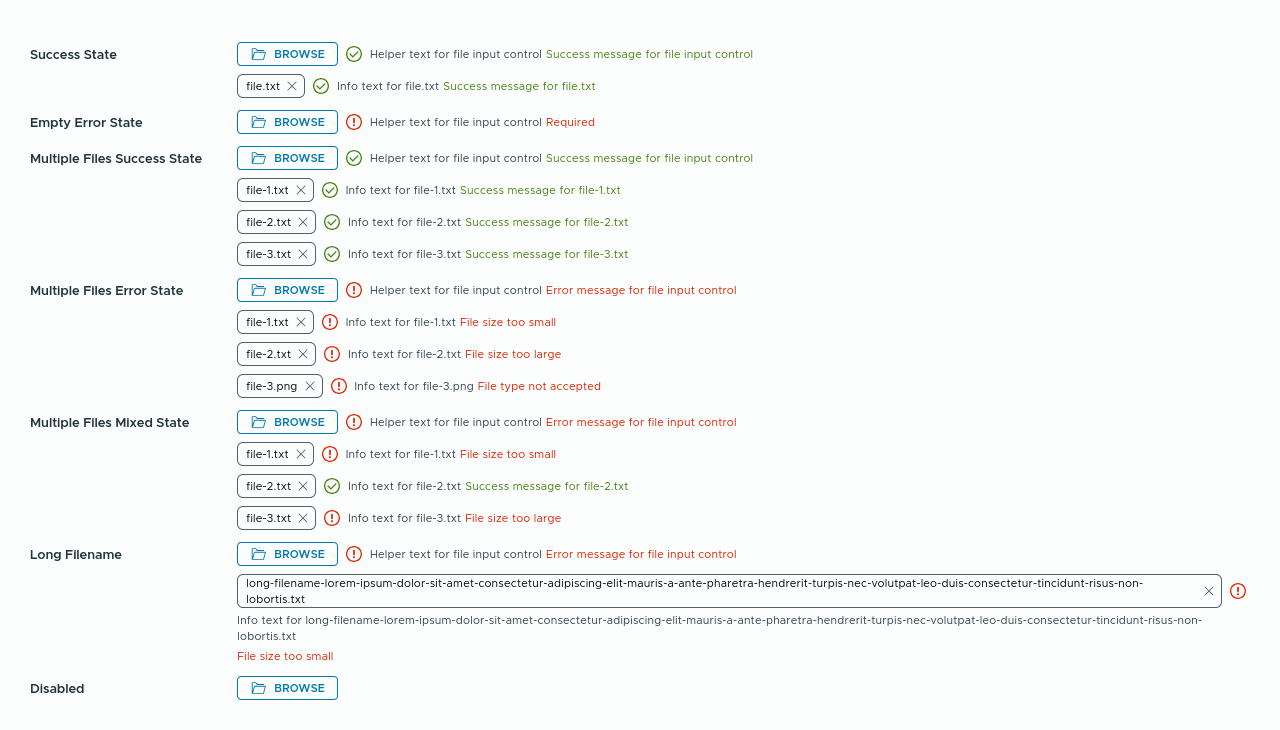 Success State BROWSE Helper text for file input control Success message for file input control
file.txt Info text for file.txt Success message for file.txt
Empty Error State BROWSE Helper text for file input control Required
Multiple Files Success State BROWSE Helper text for file input control Success message for file input control
file-1.txt Info text for file-1.txt Success message for file-1.txt
file-2.txt Info text for file-2.txt Success message for file-2.txt
file-3.txt Info text for file-3.txt Success message for file-3.txt
Multiple Files Error State BROWSE Helper text for file input control Error message for file input control
file-1.txt Info text for file-1.txt File size too small
file-2.txt Info text for file-2.txt File size too large
file-3.png Info text for file-3.png File type not accepted
Multiple Files Mixed State BROWSE Helper text for file input control Error message for file input control
file-1.txt Info text for file-1.txt File size too small
file-2.txt Info text for file-2.txt Success message for file-2.txt
file-3.txt Info text for file-3.txt File size too large
Long Filename BROWSE Helper text for file input control Error message for file input control
long-filename-lorem-ipsum-dolor-sit-amet-consectetur-adipiscing-elit-mauris-a-ante-pharetra-hendrerit-turpis-nec-volutpat-leo-duis-consectetur-tincidunt-risus-non-
lobortis.txt
Info text for long-filename-lorem-ipsum-dolor-sit-amet-consectetur-adipiscing-elit-mauris-a-ante-pharetra-hendrerit-turpis-nec-volutpat-leo-duis-consectetur-tincidunt-risus-non-
lobortis.txt
File size too small
Disabled BROWSE